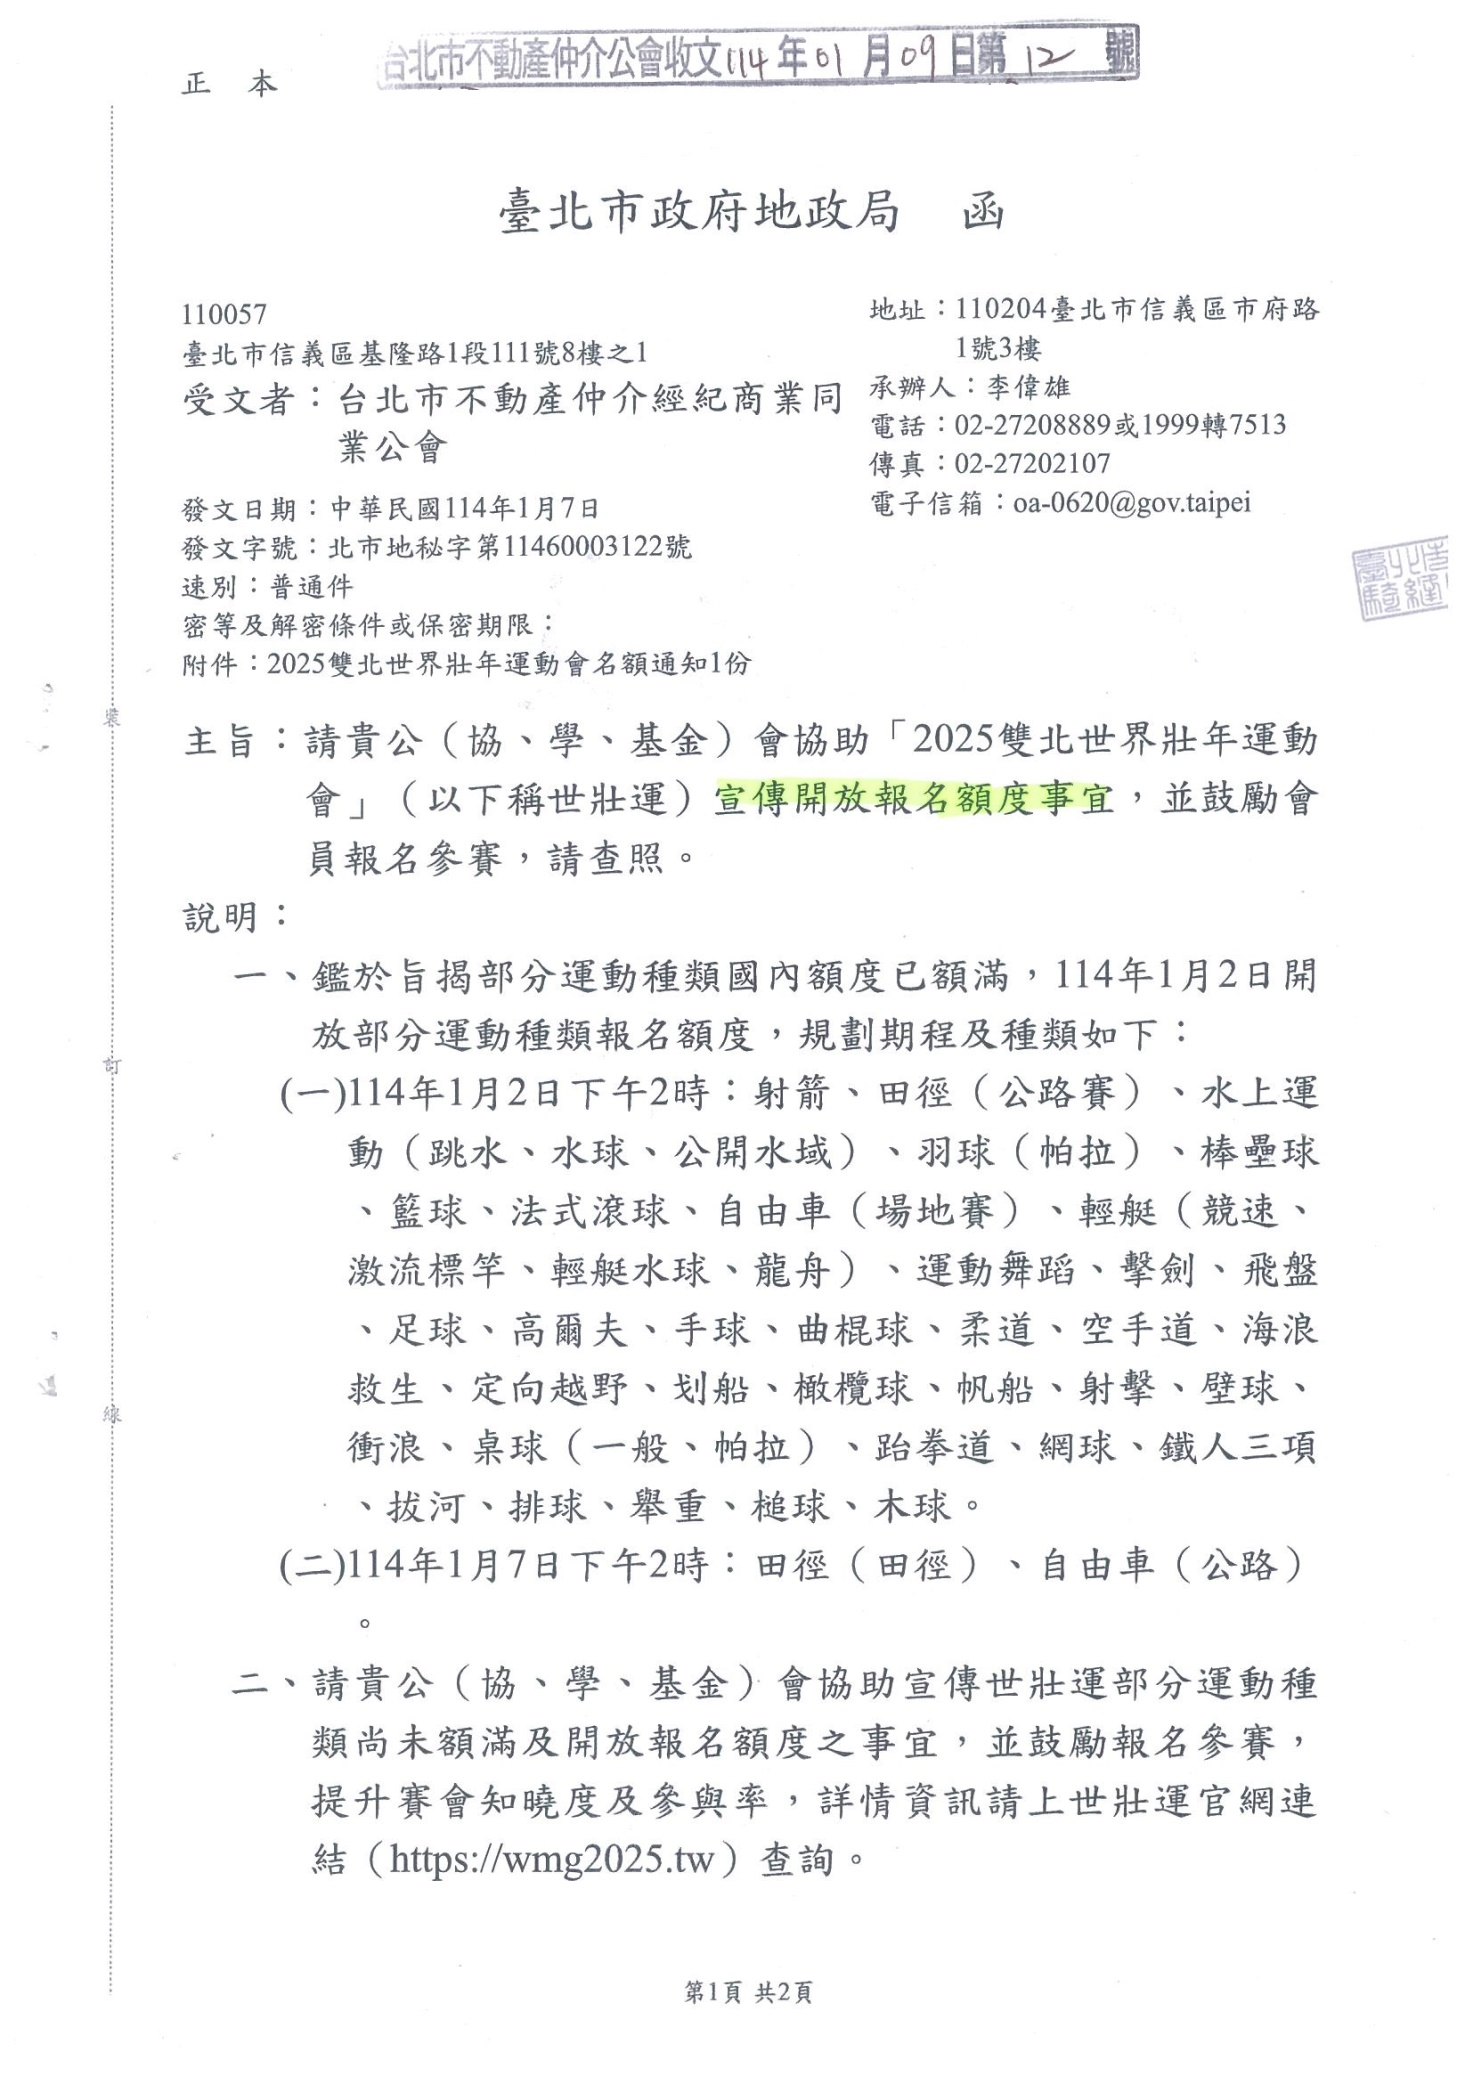 正 本
台北市不動產仲介公會收文114年01月09日第12號
臺北市政府地政局 函
110057
臺北市信義區基隆路1段111號8樓之1
受文者：台北市不動產仲介經紀商業同
業公會
地址：110204臺北市信義區市府路
1號3樓
承辦人：李偉雄
電話：02-27208889或1999轉7513
傳真：02-27202107
電子信箱：oa-0620@gov.taipei
發文日期：中華民國114年1月7日
發文字號：北市地秘字第11460003122號
速別：普通件
密等及解密條件或保密期限：
附件：2025雙北世界壯年運動會名額通知1份
主旨：請貴公（協、學、基金）會協助「2025雙北世界壯年運動
會」（以下稱世壯運）宣傳開放報名額度事宜，並鼓勵會
員報名參賽，請查照。
說明：
一、鑑於旨揭部分運動種類國內額度已額滿，114年1月2日開
放部分運動種類報名額度，規劃期程及種類如下：
(一)114年1月2日下午2時：射箭、田徑（公路賽）、水上運
動（跳水、水球、公開水域）、羽球（帕拉）、棒壘球
、籃球、法式滾球、自由車（場地賽）、輕艇（競速、
激流標竿、輕艇水球、龍舟）、運動舞蹈、擊劍、飛盤
、足球、高爾夫、手球、曲棍球、柔道、空手道、海浪
救生、定向越野、划船、橄欖球、帆船、射擊、壁球、
衝浪、桌球（一般、帕拉）、跆拳道、網球、鐵人三項
、拔河、排球、舉重、槌球、木球。
(二)114年1月7日下午2時：田徑（田徑）、自由車（公路）
。
二、請貴公（協、學、基金）會協助宣傳世壯運部分運動種
類尚未額滿及開放報名額度之事宜，並鼓勵報名參賽，
提升賽會知曉度及參與率，詳情資訊請上世壯運官網連
結（https://wmg2025.tw）查詢。
裝
訂
線
第1頁 共2頁